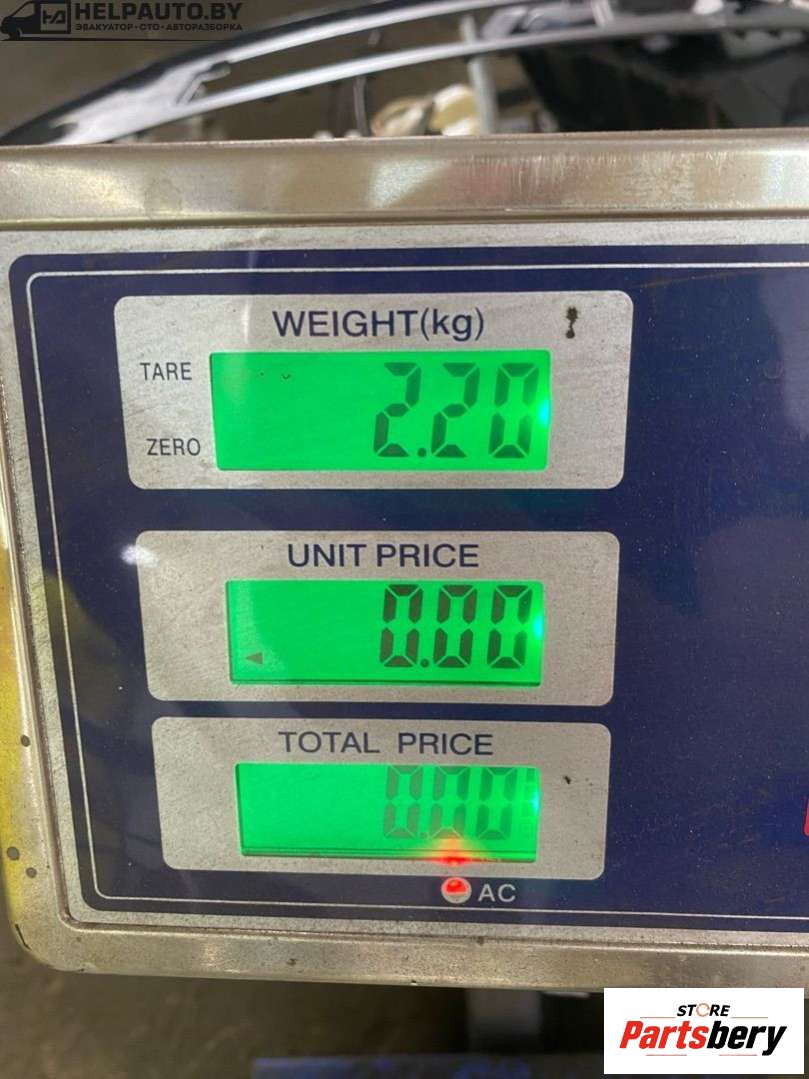 HELPAUTO.BY
ЭВАКУАТОР • СТО • АВТОРАЗБОРКА
WEIGHT(kg)
TARE
2.20
ZERO
UNIT PRICE
0.00
TOTAL PRICE
0.00
AC
STORE
Partsbery